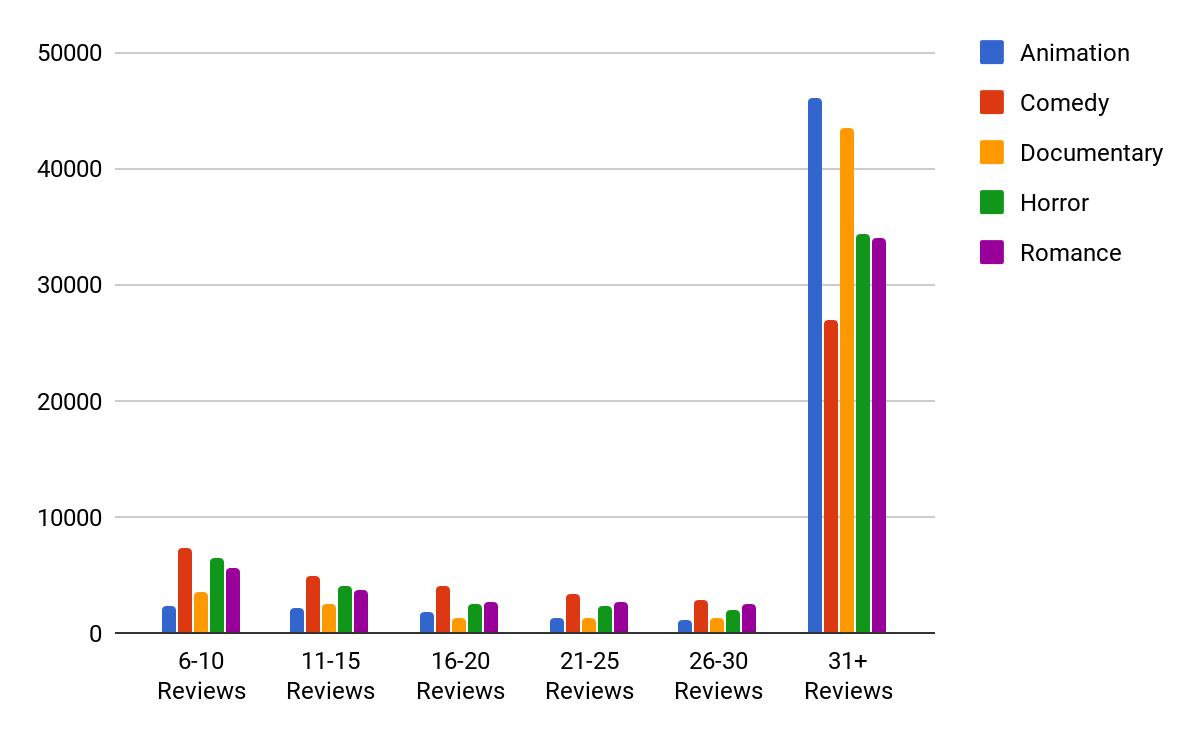 50000
40000
30000
20000
10000
0
6-10
Reviews
11-15
Reviews
16-20
Reviews
21-25
Reviews
26-30
Reviews
31+
Reviews
Animation
Comedy
Documentary
Horror
Romance